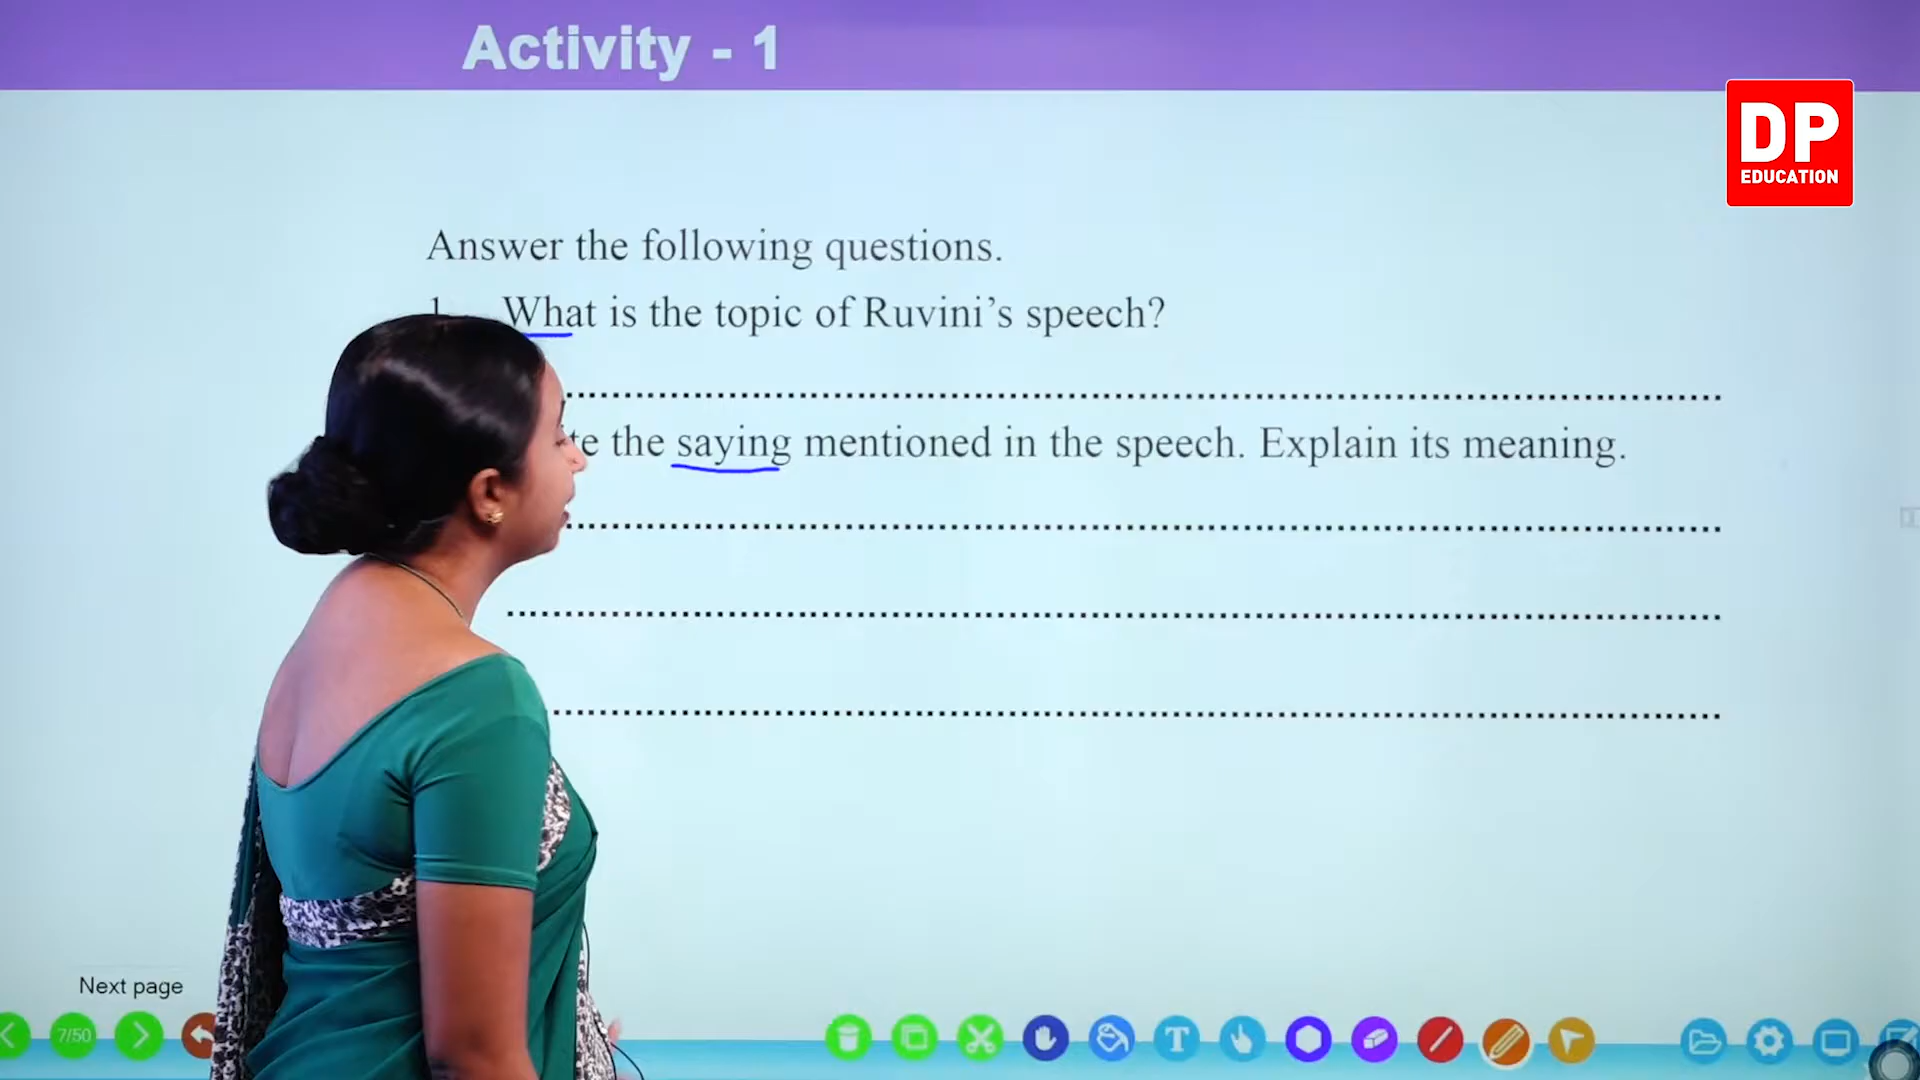 Activity - 1
DP
EDUCATION
Answer the following questions.
1. What is the topic of Ruvini’s speech?
the saying mentioned in the speech. Explain its meaning.
Next page
7/50
T